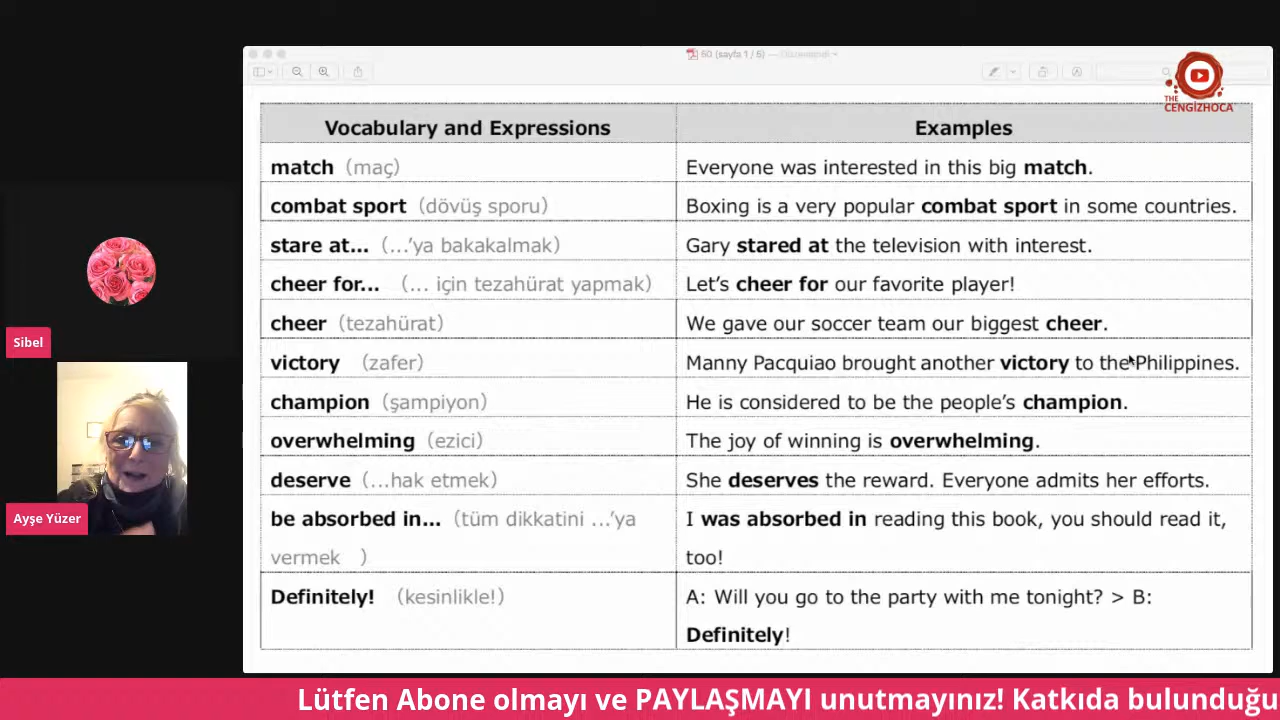 60 (sayfa 1 / 5)
THE
CENGİZHOCA
Vocabulary and Expressions
Examples
match (maç)
Everyone was interested in this big match.
combat sport (dövüş sporu)
Boxing is a very popular combat sport in some countries.
stare at... (...'ya bakakalmak)
Gary stared at the television with interest.
cheer for... (... için tezahürat yapmak)
Let's cheer for our favorite player!
cheer (tezahürat)
We gave our soccer team our biggest cheer.
victory (zafer)
Manny Pacquiao brought another victory to the Philippines.
champion (şampiyon)
He is considered to be the people's champion.
overwhelming (ezici)
The joy of winning is overwhelming.
deserve (...hak etmek)
She deserves the reward. Everyone admits her efforts.
be absorbed in... (tüm dikkatini ...'ya
vermek )
I was absorbed in reading this book, you should read it,
too!
Definitely! (kesinlikle!)
A: Will you go to the party with me tonight? > B:
Definitely!
Sibel
Ayşe Yüzer
Lütfen Abone olmayı ve PAYLAŞMAYI unutmayınız! Katkıda bulunduğu